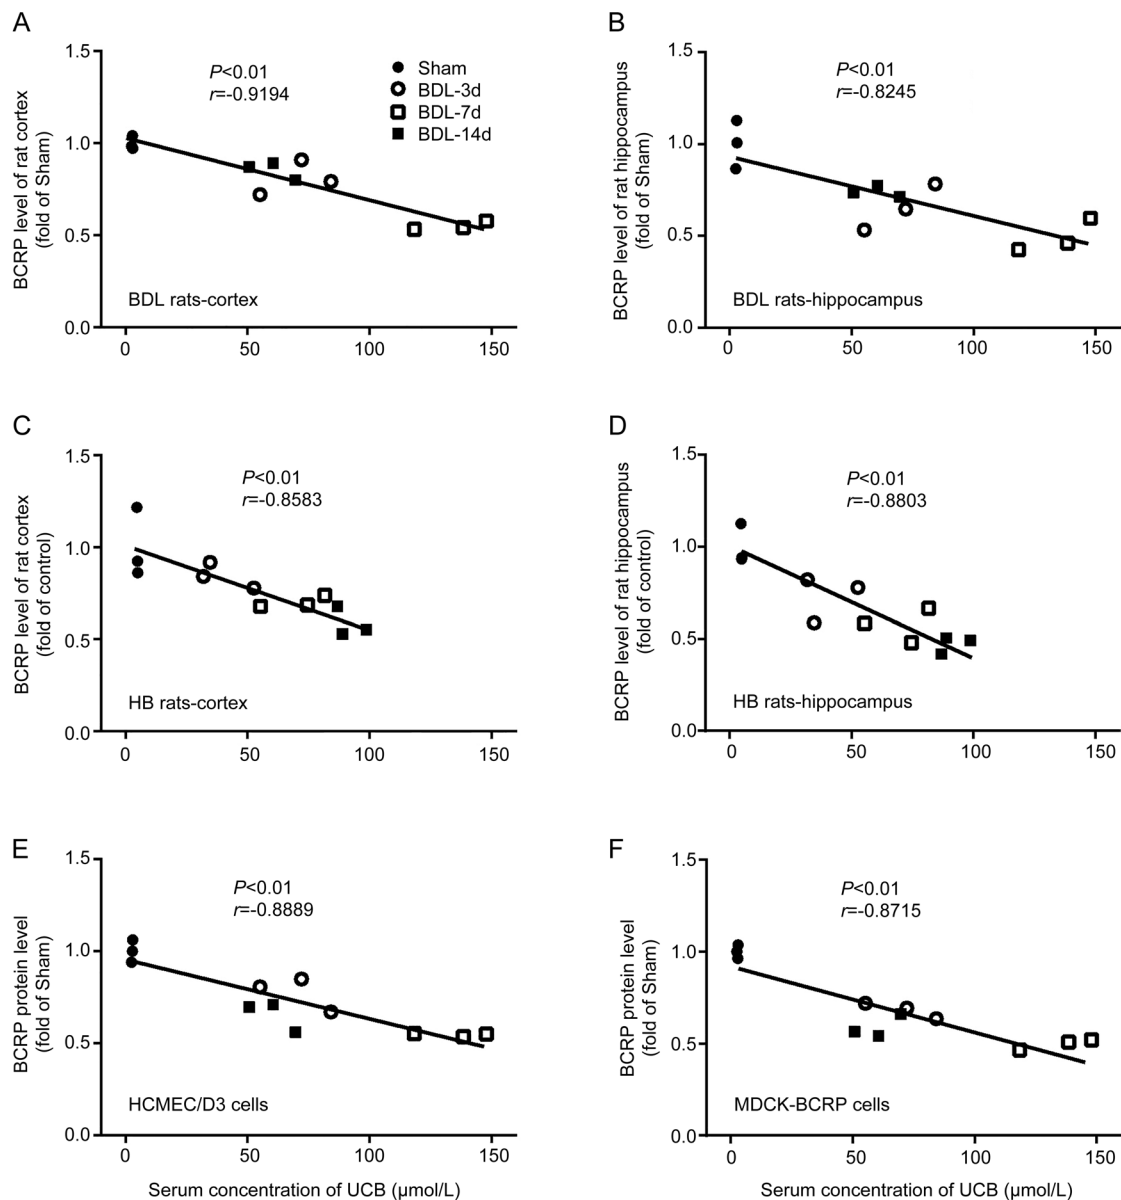 A
BCRP level of rat cortex
(fold of Sham)
1.5
1.0
0.5
0.0
P<0.01
r=-0.9194
Sham
BDL-3d
BDL-7d
BDL-14d
BDL rats-cortex
0 50 100 150
B
BCRP level of rat hippocampus
(fold of Sham)
1.5
1.0
0.5
0.0
P<0.01
r=-0.8245
BDL rats-hippocampus
0 50 100 150
C
BCRP level of rat cortex
(fold of control)
1.5
1.0
0.5
0.0
P<0.01
r=-0.8583
HB rats-cortex
0 50 100 150
D
BCRP level of rat hippocampus
(fold of control)
1.5
1.0
0.5
0.0
P<0.01
r=-0.8803
HB rats-hippocampus
0 50 100 150
E
BCRP protein level
(fold of Sham)
1.5
1.0
0.5
0.0
P<0.01
r=-0.8889
HCMEC/D3 cells
0 50 100 150
Serum concentration of UCB (μmol/L)
F
BCRP protein level
(fold of Sham)
1.5
1.0
0.5
0.0
P<0.01
r=-0.8715
MDCK-BCRP cells
0 50 100 150
Serum concentration of UCB (μmol/L)